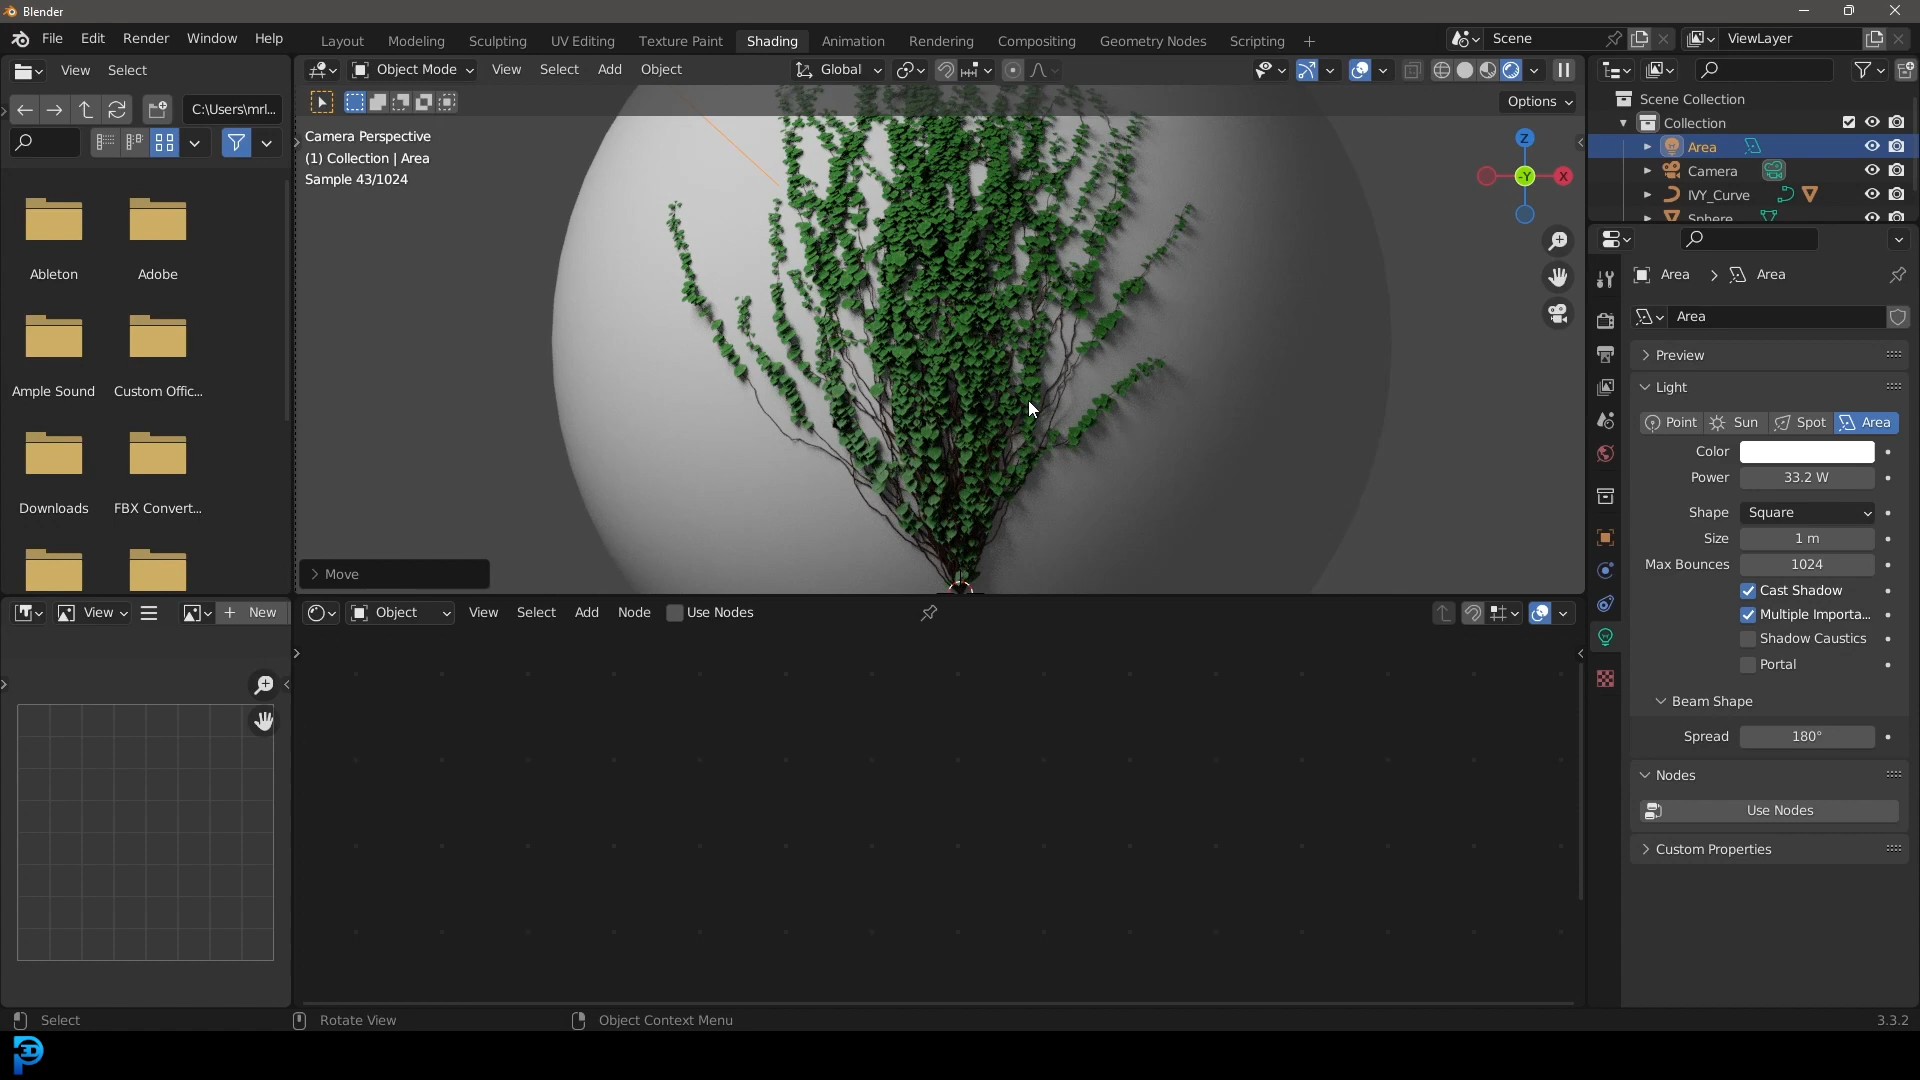 Blender
File Edit Render Window Help
Layout Modeling Sculpting UV Editing Texture Paint Shading Animation Rendering Compositing Geometry Nodes Scripting
Scene
ViewLayer
View Select
Object Mode View Select Add Object
Global
C:\Users\mrl...
Options
Camera Perspective
(1) Collection | Area
Sample 43/1024
Z
-Y
X
Scene Collection
Collection
Area
Camera
IVY_Curve
Sphere
Ableton
Adobe
Ample Sound
Custom Offic...
Downloads
FBX Convert...
Move
Area
Area
Area
Preview
Light
Point Sun Spot Area
Color
Power 33.2 W
Shape Square
Size 1 m
Max Bounces 1024
Cast Shadow
Multiple Importa...
Shadow Caustics
Portal
Beam Shape
Spread 180°
Nodes
Use Nodes
Custom Properties
View
New
Object View Select Add Node Use Nodes
Select
Rotate View
Object Context Menu
3.3.2
3D